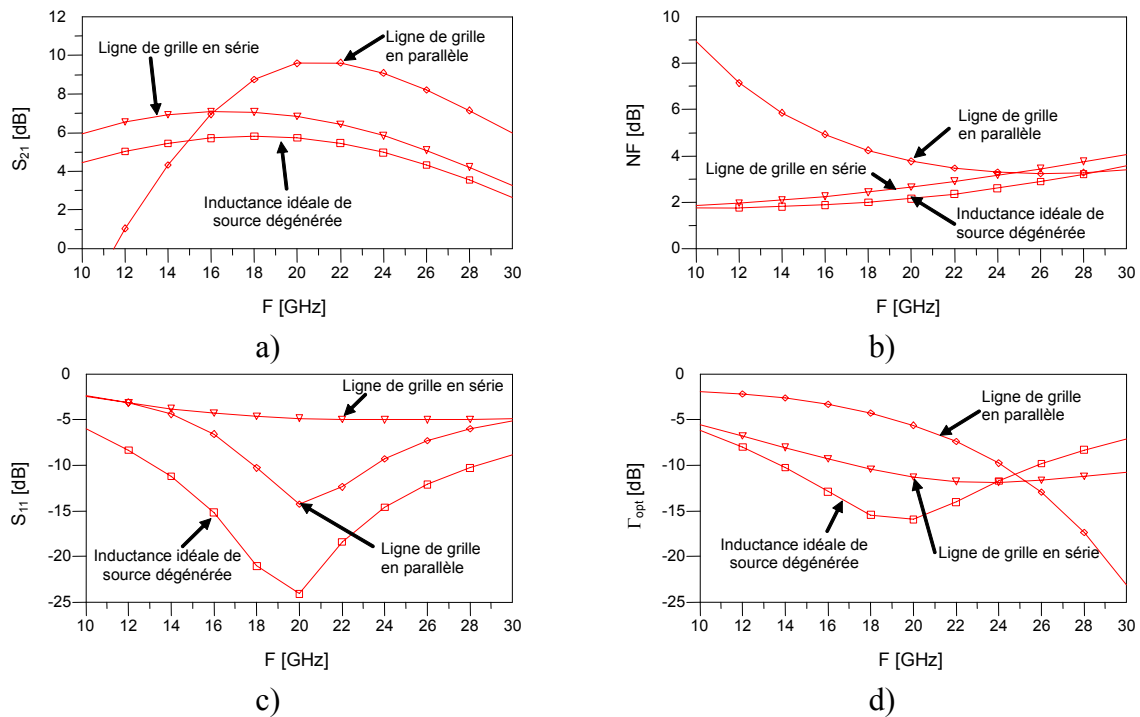 12
10
8
6
4
2
0
S21 [dB]
Ligne de grille en série
Ligne de grille
en parallèle
Inductance idéale de
source dégénérée
10 12 14 16 18 20 22 24 26 28 30
F [GHz]
a)
10
8
6
4
2
0
NF [dB]
Ligne de grille
en parallèle
Ligne de grille en série
Inductance idéale de
source dégénérée
10 12 14 16 18 20 22 24 26 28 30
F [GHz]
b)
0
-5
-10
-15
-20
-25
S11 [dB]
Ligne de grille en série
Inductance idéale de
source dégénérée
Ligne de grille
en parallèle
10 12 14 16 18 20 22 24 26 28 30
F [GHz]
c)
0
-5
-10
-15
-20
-25
Γopt [dB]
Ligne de grille
en parallèle
Inductance idéale de
source dégénérée
Ligne de grille en série
10 12 14 16 18 20 22 24 26 28 30
F [GHz]
d)